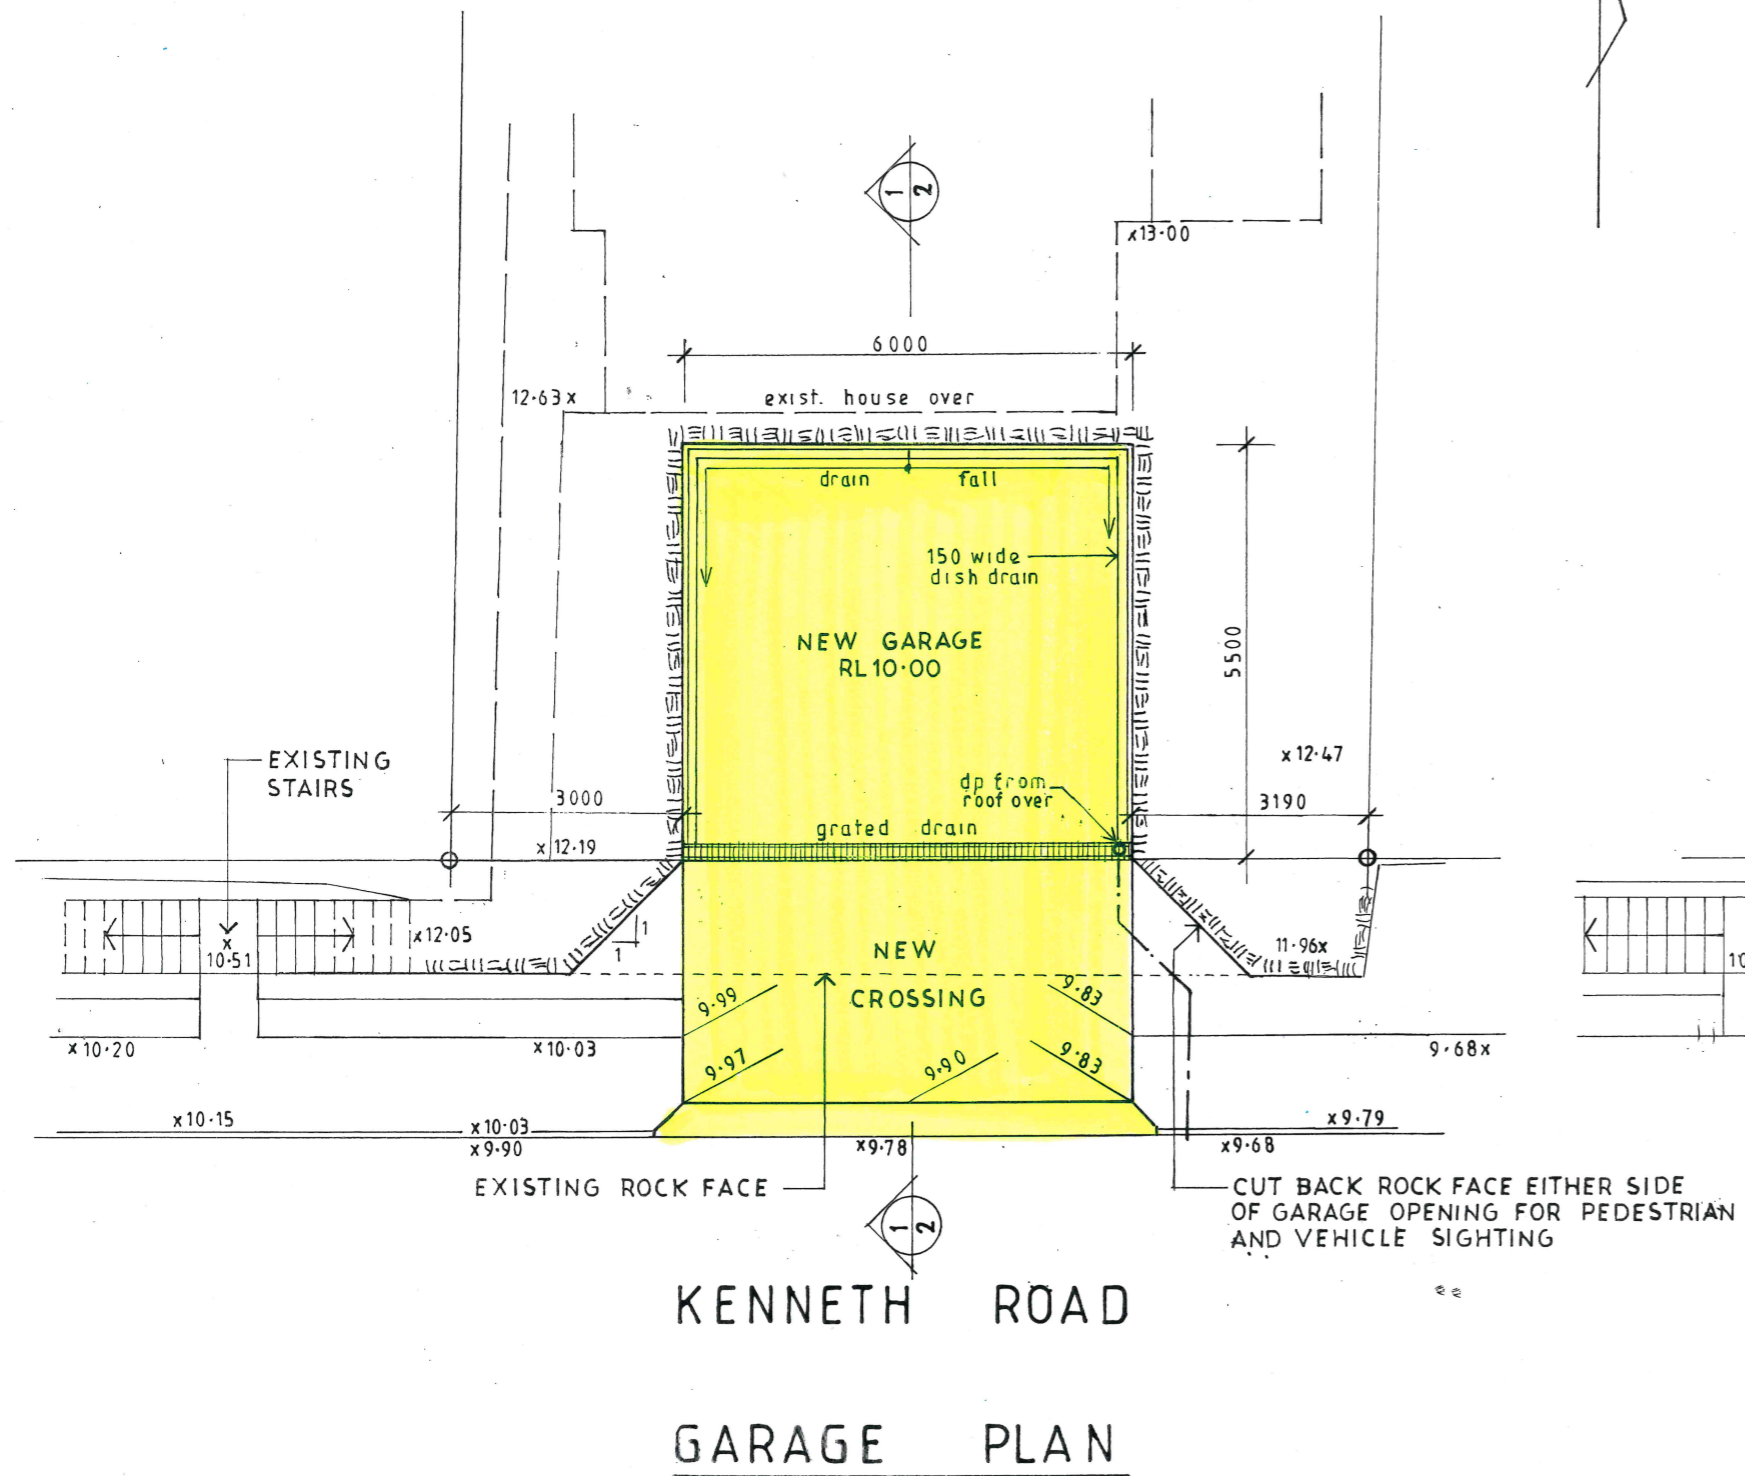 1 2
x13·00
6000
12·63x
exist. house over
drain fall
150 wide
dish drain
NEW GARAGE
RL10·00
5500
EXISTING
STAIRS
x12·47
dp from
roof over
3000
3190
grated drain
x12·19
1
1
x12·05
x
10·51
11·96x
NEW
CROSSING
9·99
9·83
x10·20
x10·03
9·97
9·90
9·83
9·68x
x10·15
x10·03
x9·90
x9·78
x9·79
x9·68
EXISTING ROCK FACE
CUT BACK ROCK FACE EITHER SIDE
OF GARAGE OPENING FOR PEDESTRIAN
AND VEHICLE SIGHTING
1 2
KENNETH ROAD
GARAGE PLAN